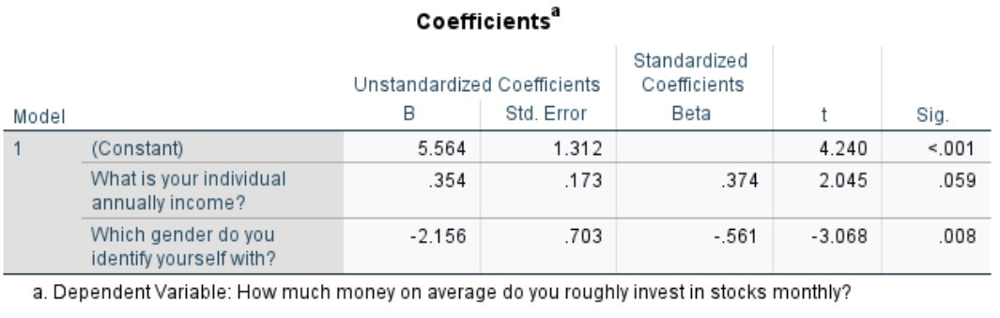 Coefficientsa
Unstandardized Coefficients Standardized Coefficients
Model B Std. Error Beta t Sig.
1 (Constant) 5.564 1.312 4.240 <.001
What is your individual annually income? .354 .173 .374 2.045 .059
Which gender do you identify yourself with? -2.156 .703 -.561 -3.068 .008
a. Dependent Variable: How much money on average do you roughly invest in stocks monthly?